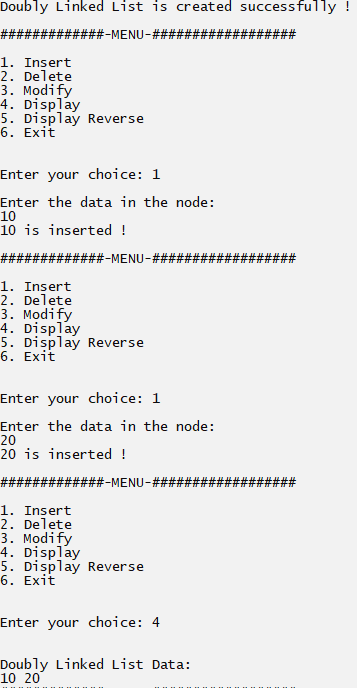 Doubly Linked List is created successfully !
#############-MENU-##################
1. Insert
2. Delete
3. Modify
4. Display
5. Display Reverse
6. Exit
Enter your choice: 1
Enter the data in the node:
10
10 is inserted !
#############-MENU-##################
1. Insert
2. Delete
3. Modify
4. Display
5. Display Reverse
6. Exit
Enter your choice: 1
Enter the data in the node:
20
20 is inserted !
#############-MENU-##################
1. Insert
2. Delete
3. Modify
4. Display
5. Display Reverse
6. Exit
Enter your choice: 4
Doubly Linked List Data:
10 20